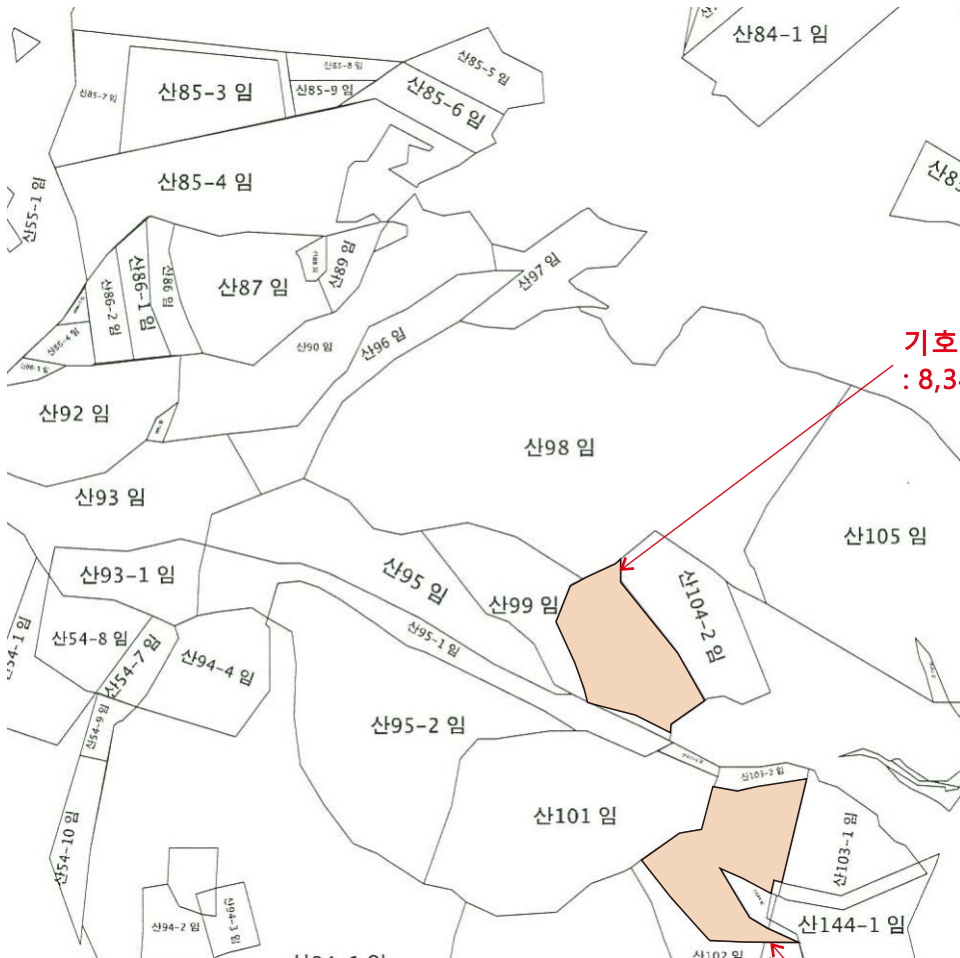 산84-1 임
산85-5 임
산85-8 임
산85-3 임
산85-9 임
산85-6 임
산85-7 임
산85-4 임
산55-1 임
산89 임
산97 임
산86 임
산86-1 임
산86-2 임
산87 임
산96 임
산90 임
기호
: 8,3
산92 임
산98 임
산93 임
산105 임
산93-1 임
산95 임
산99 임
산104-2 임
산95-1 임
산54-8 임
산54-7 임
산94-4 임
산54-9 임
산95-2 임
산103-2 임
산101 임
산103-1 임
산54-10 임
산94-3 임
산94-2 임
산144-1 임
산102 임